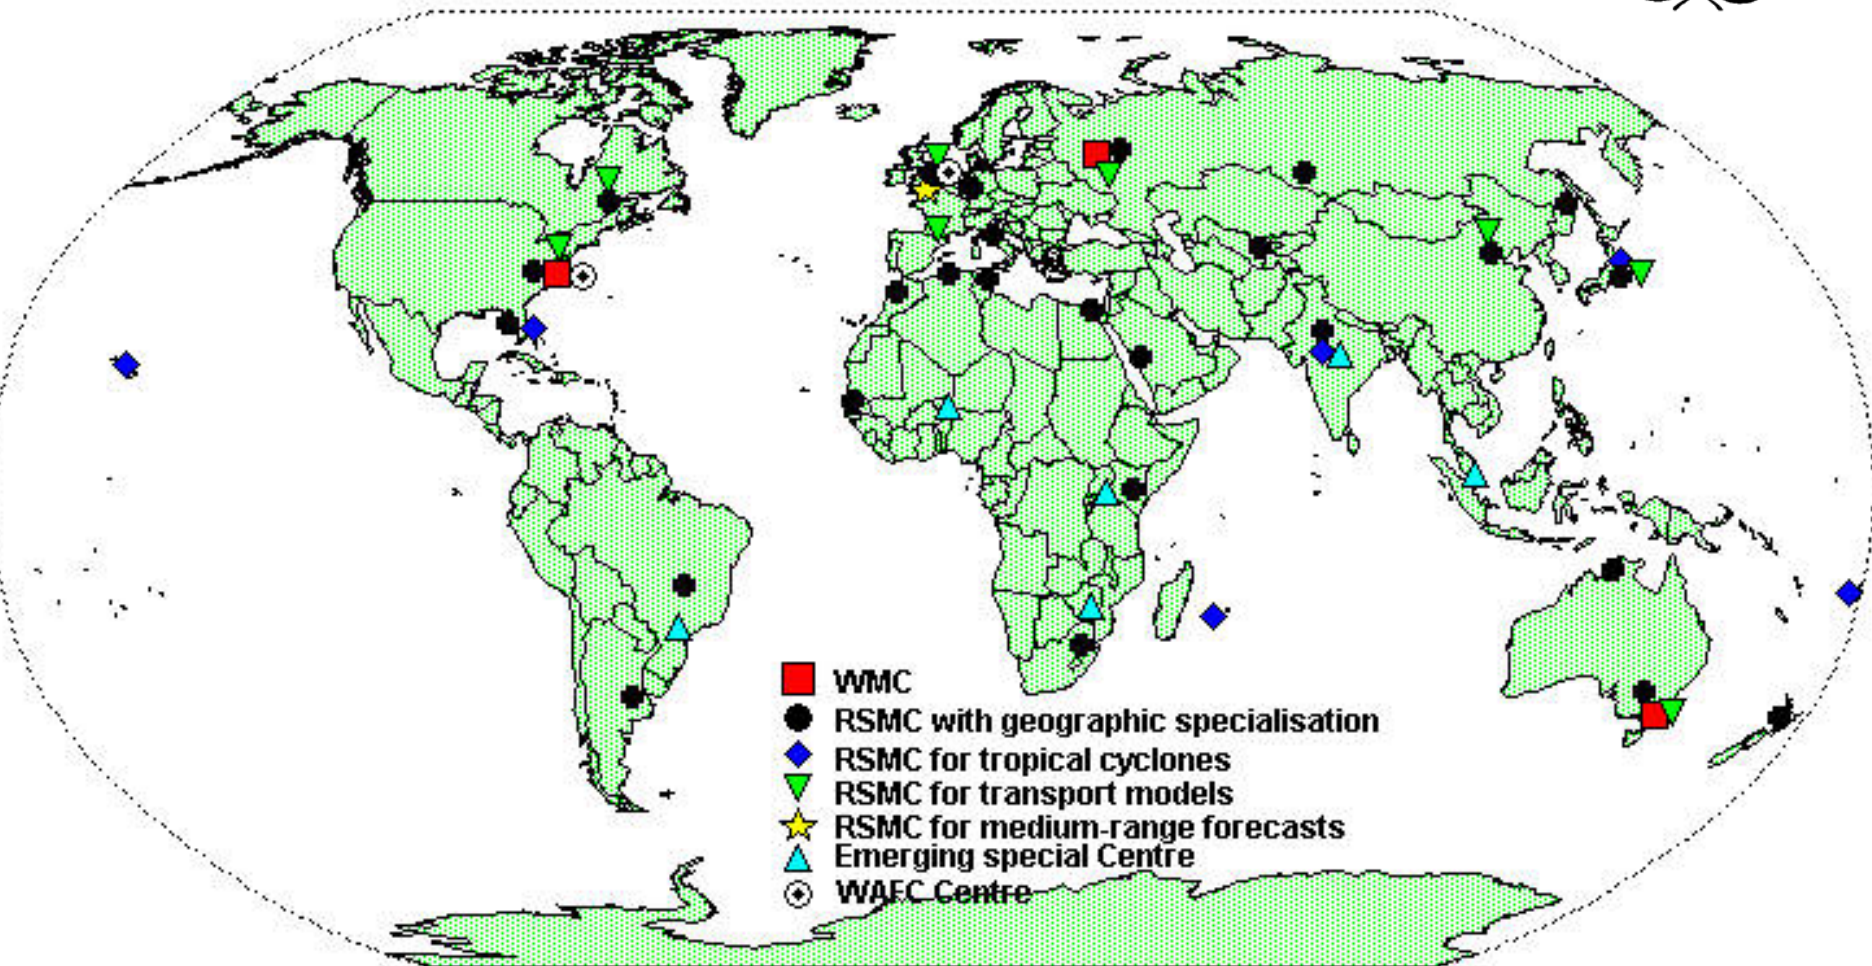 WMC
RSMC with geographic specialisation
RSMC for tropical cyclones
RSMC for transport models
RSMC for medium-range forecasts
Emerging special Centre
WAFC Centre